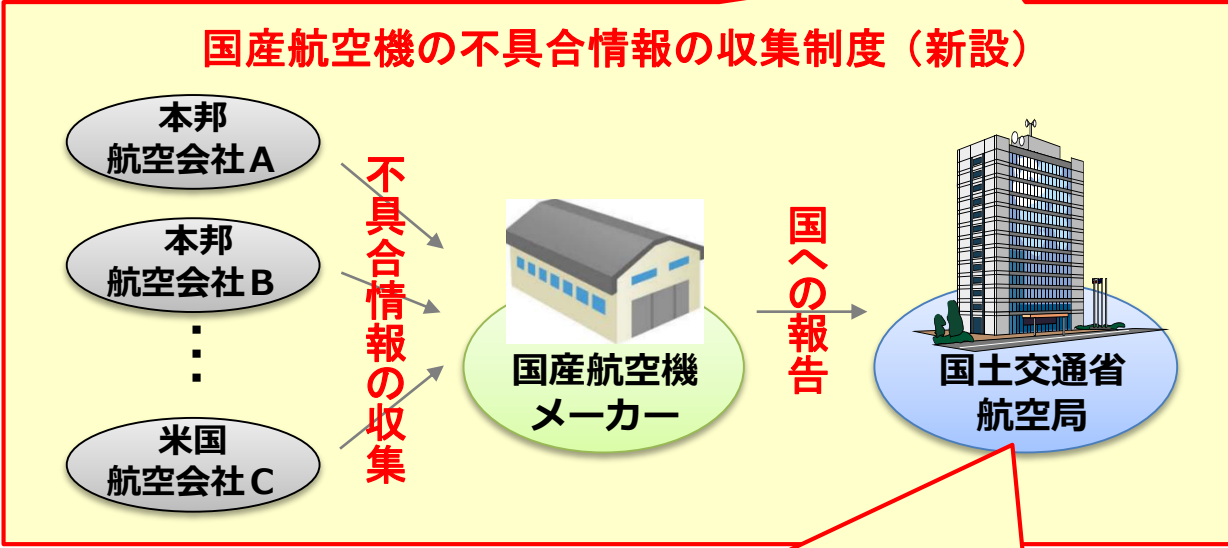 国産航空機の不具合情報の収集制度（新設）
本邦
航空会社A
本邦
航空会社B
米国
航空会社C
不具合情報の収集
国産航空機
メーカー
国への報告
国土交通省
航空局